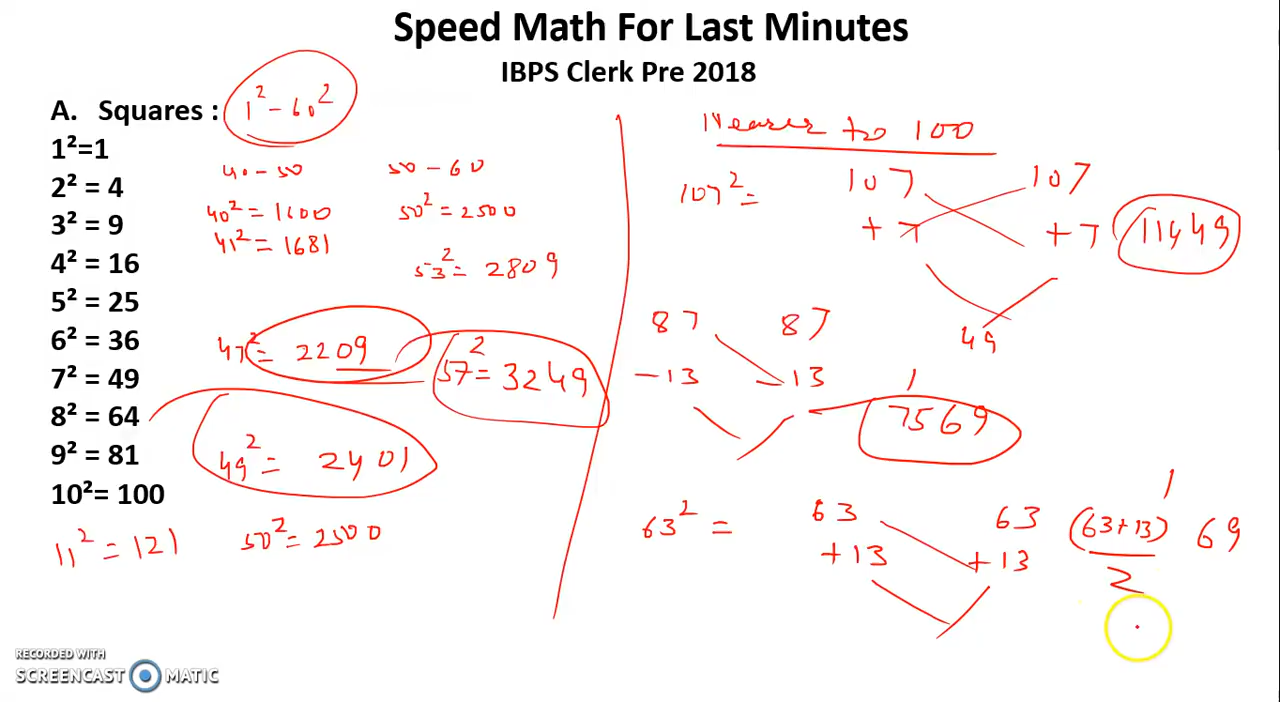 Speed Math For Last Minutes
IBPS Clerk Pre 2018
A. Squares : 1² - 60²
1²=1
2² = 4
3² = 9
4² = 16
5² = 25
6² = 36
7² = 49
8² = 64
9² = 81
10²= 100
11² = 121
40 - 50
40² = 1600
41² = 1681
47² = 2209
49² = 2401
50² = 2500
50 - 60
50² = 2500
53² = 2809
57² = 3249
Nearer to 100
107² = 107 107
+ 7 + 7 11449
49
87 87
- 13 - 13 1
7569
63² = 63 63 (63+13) 1 69
+ 13 + 13 2
RECORDED WITH
SCREENCAST MATIC